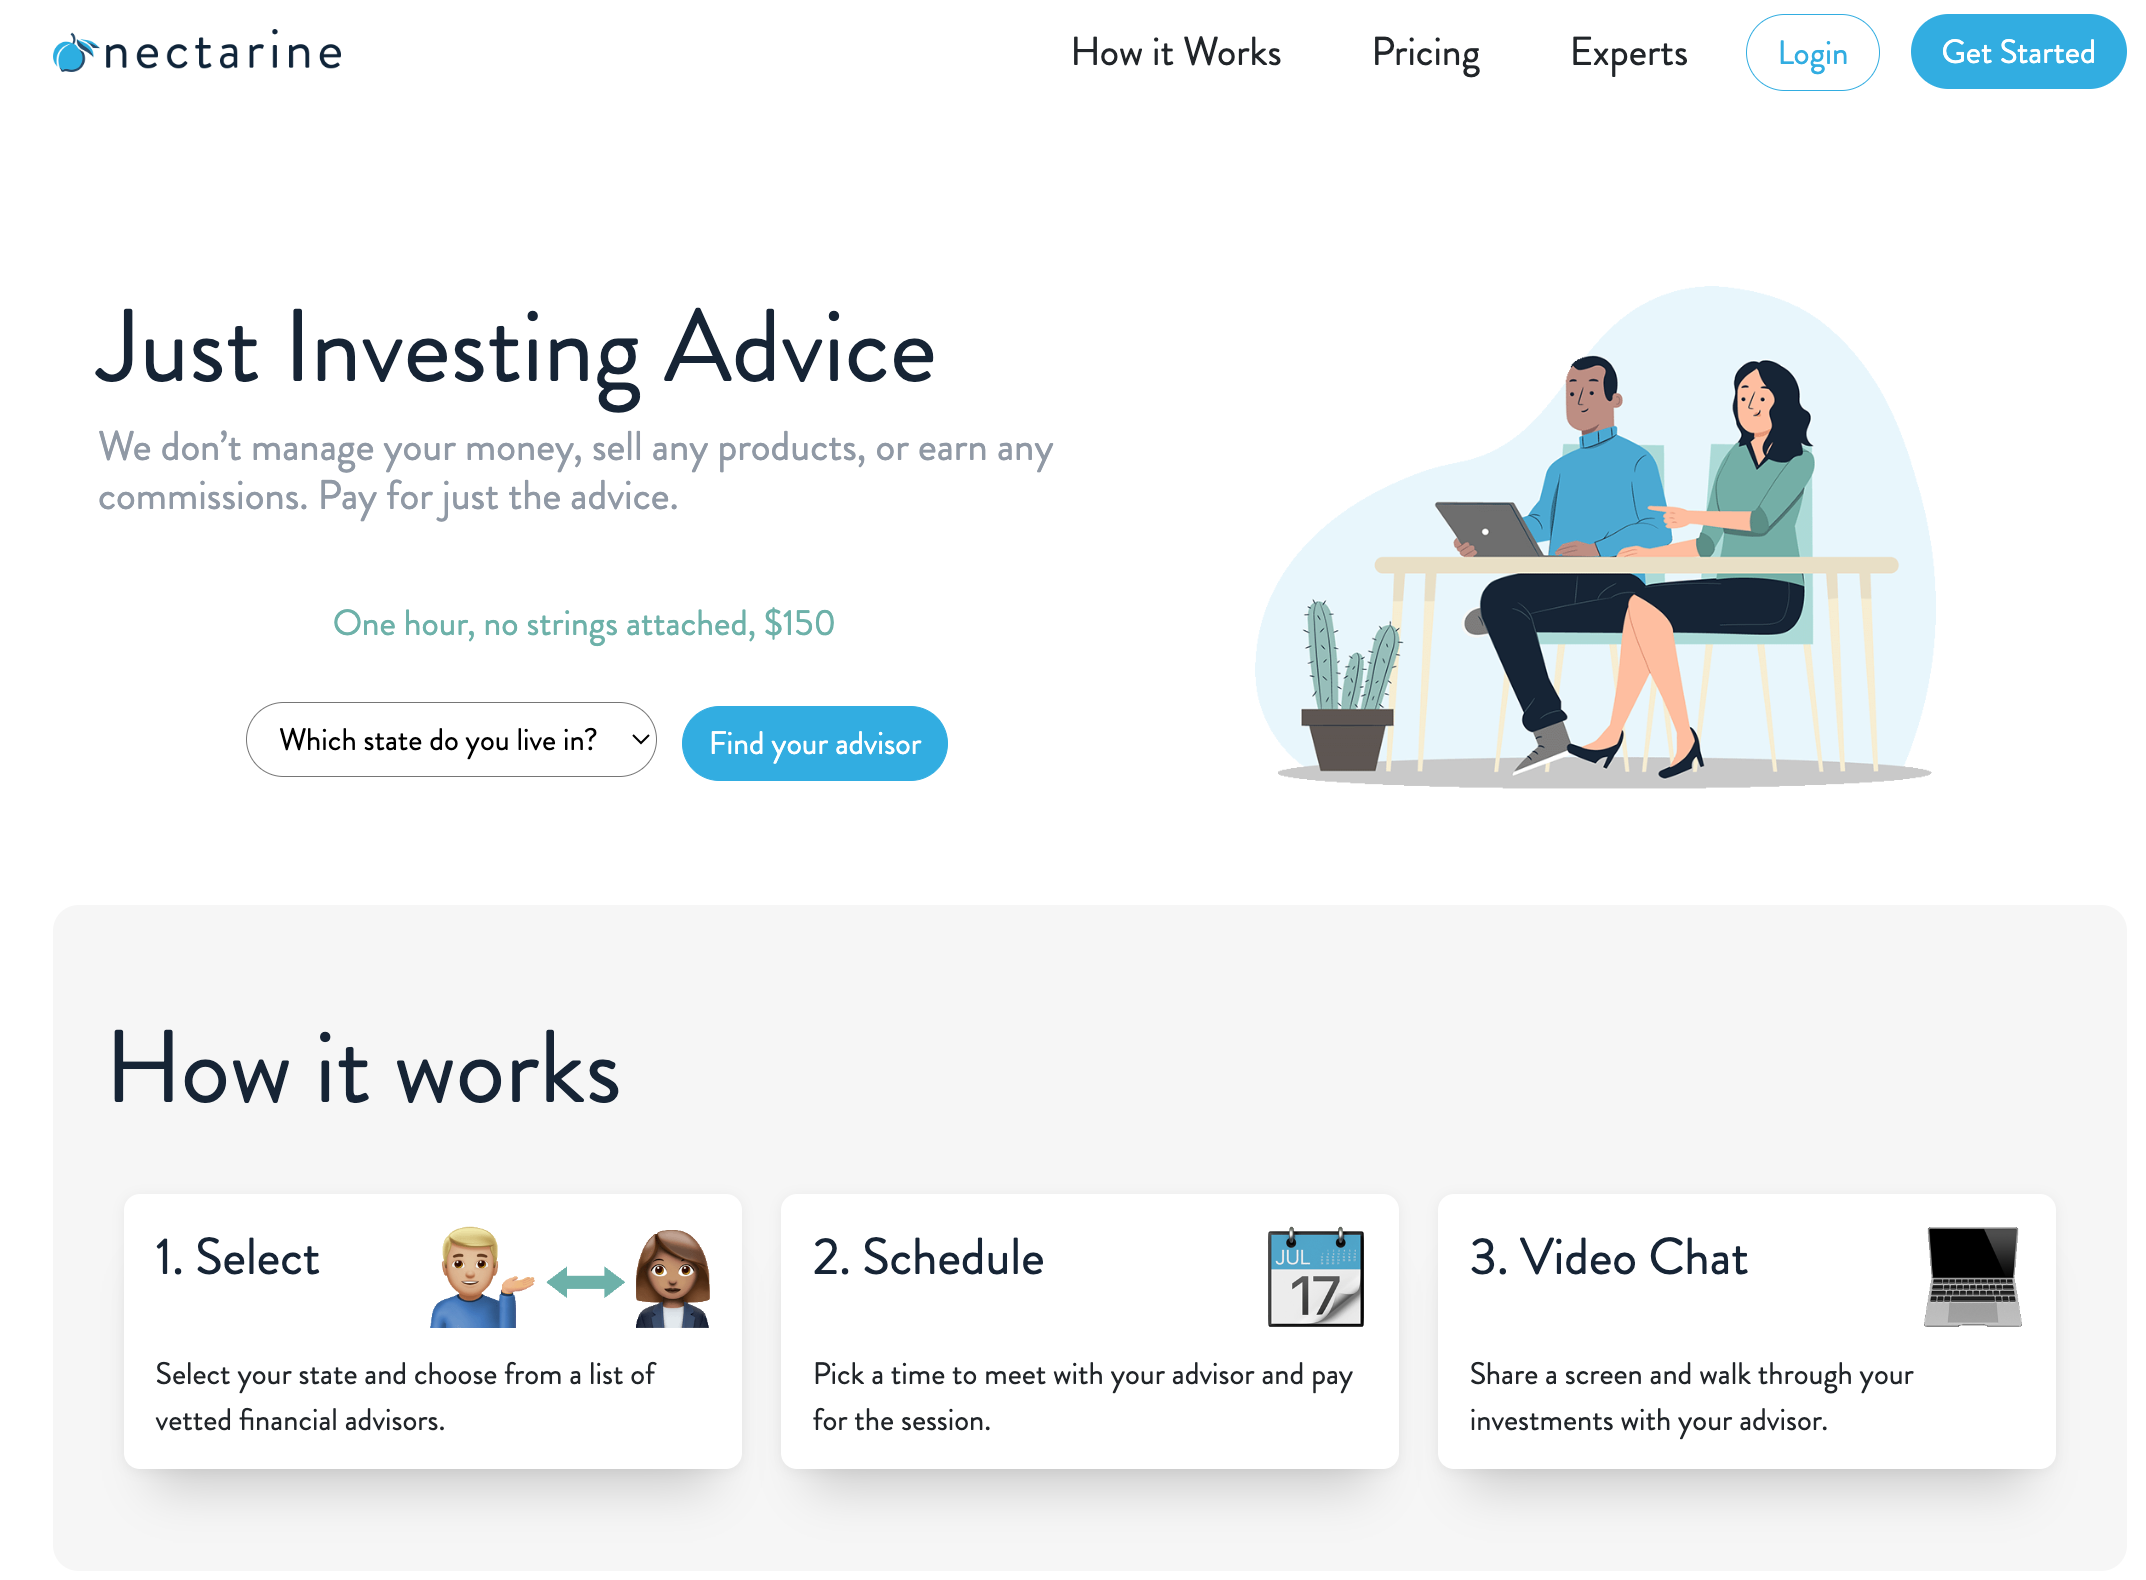 nectarine
How it Works
Pricing
Experts
Login
Get Started
Just Investing Advice
We don't manage your money, sell any products, or earn any
commissions. Pay for just the advice.
One hour, no strings attached, $150
Which state do you live in?
Find your advisor
How it works
1. Select
Select your state and choose from a list of
vetted financial advisors.
2. Schedule
JUL
17
Pick a time to meet with your advisor and pay
for the session.
3. Video Chat
Share a screen and walk through your
investments with your advisor.